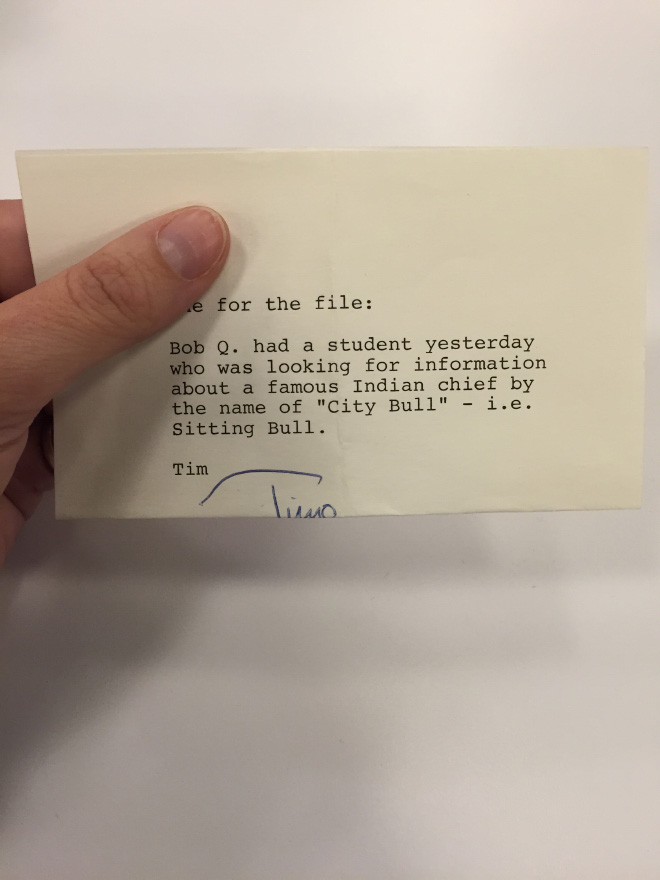 for the file:
Bob Q. had a student yesterday
who was looking for information
about a famous Indian chief by
the name of "City Bull" - i.e.
Sitting Bull.
Tim